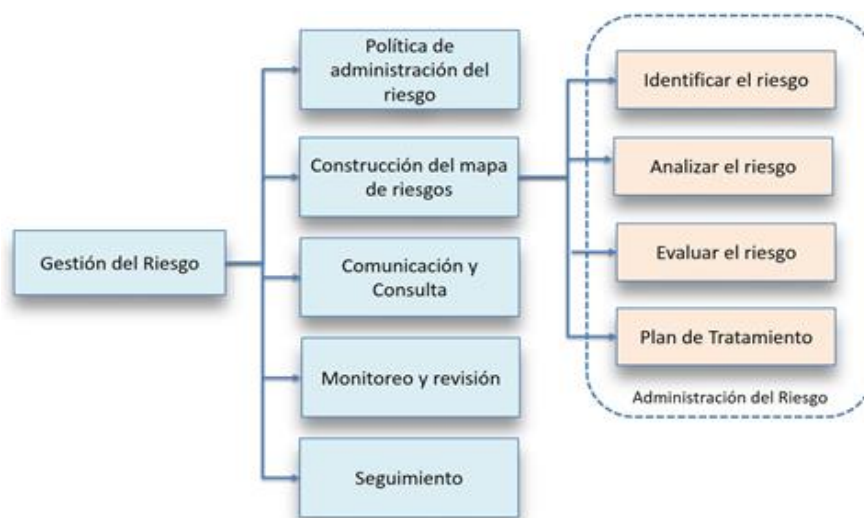 Política de
administración del
riesgo
Identificar el riesgo
Construcción del mapa
de riesgos
Analizar el riesgo
Gestión del Riesgo
Comunicación y
Consulta
Evaluar el riesgo
Monitoreo y revisión
Plan de Tratamiento
Administración del Riesgo
Seguimiento